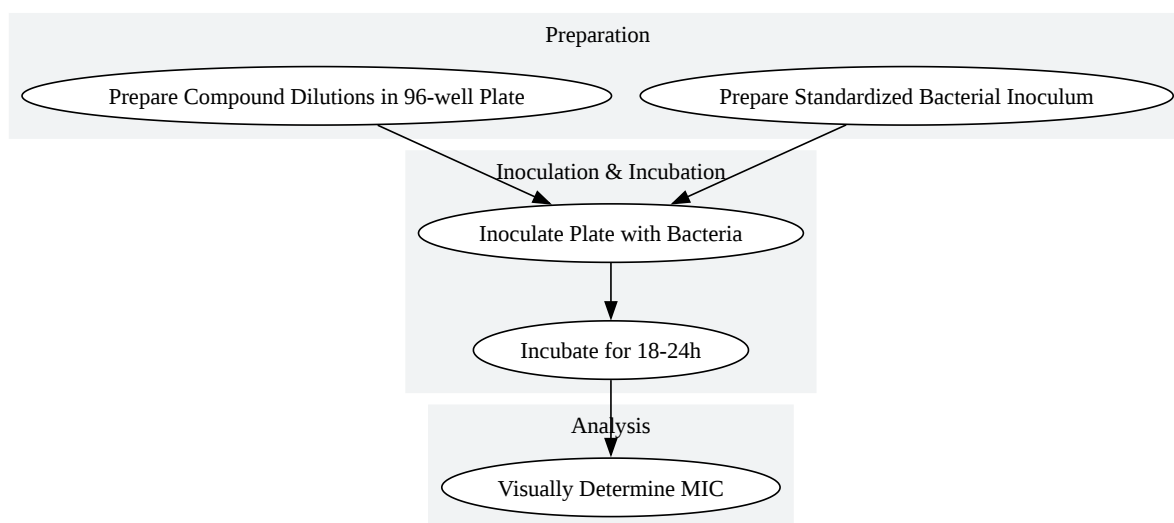 Preparation
Prepare Compound Dilutions in 96-well Plate
Prepare Standardized Bacterial Inoculum
Inoculation & Incubation
Inoculate Plate with Bacteria
Incubate for 18-24h
Analysis
Visually Determine MIC